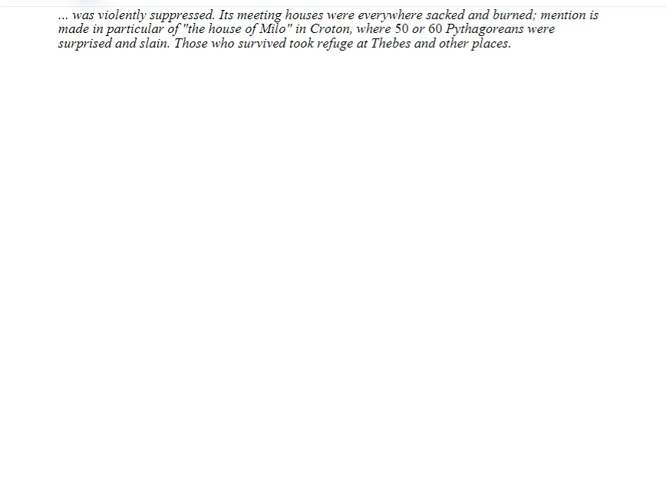 ... was violently suppressed. Its meeting houses were everywhere sacked and burned; mention is
made in particular of "the house of Milo" in Croton, where 50 or 60 Pythagoreans were
surprised and slain. Those who survived took refuge at Thebes and other places.